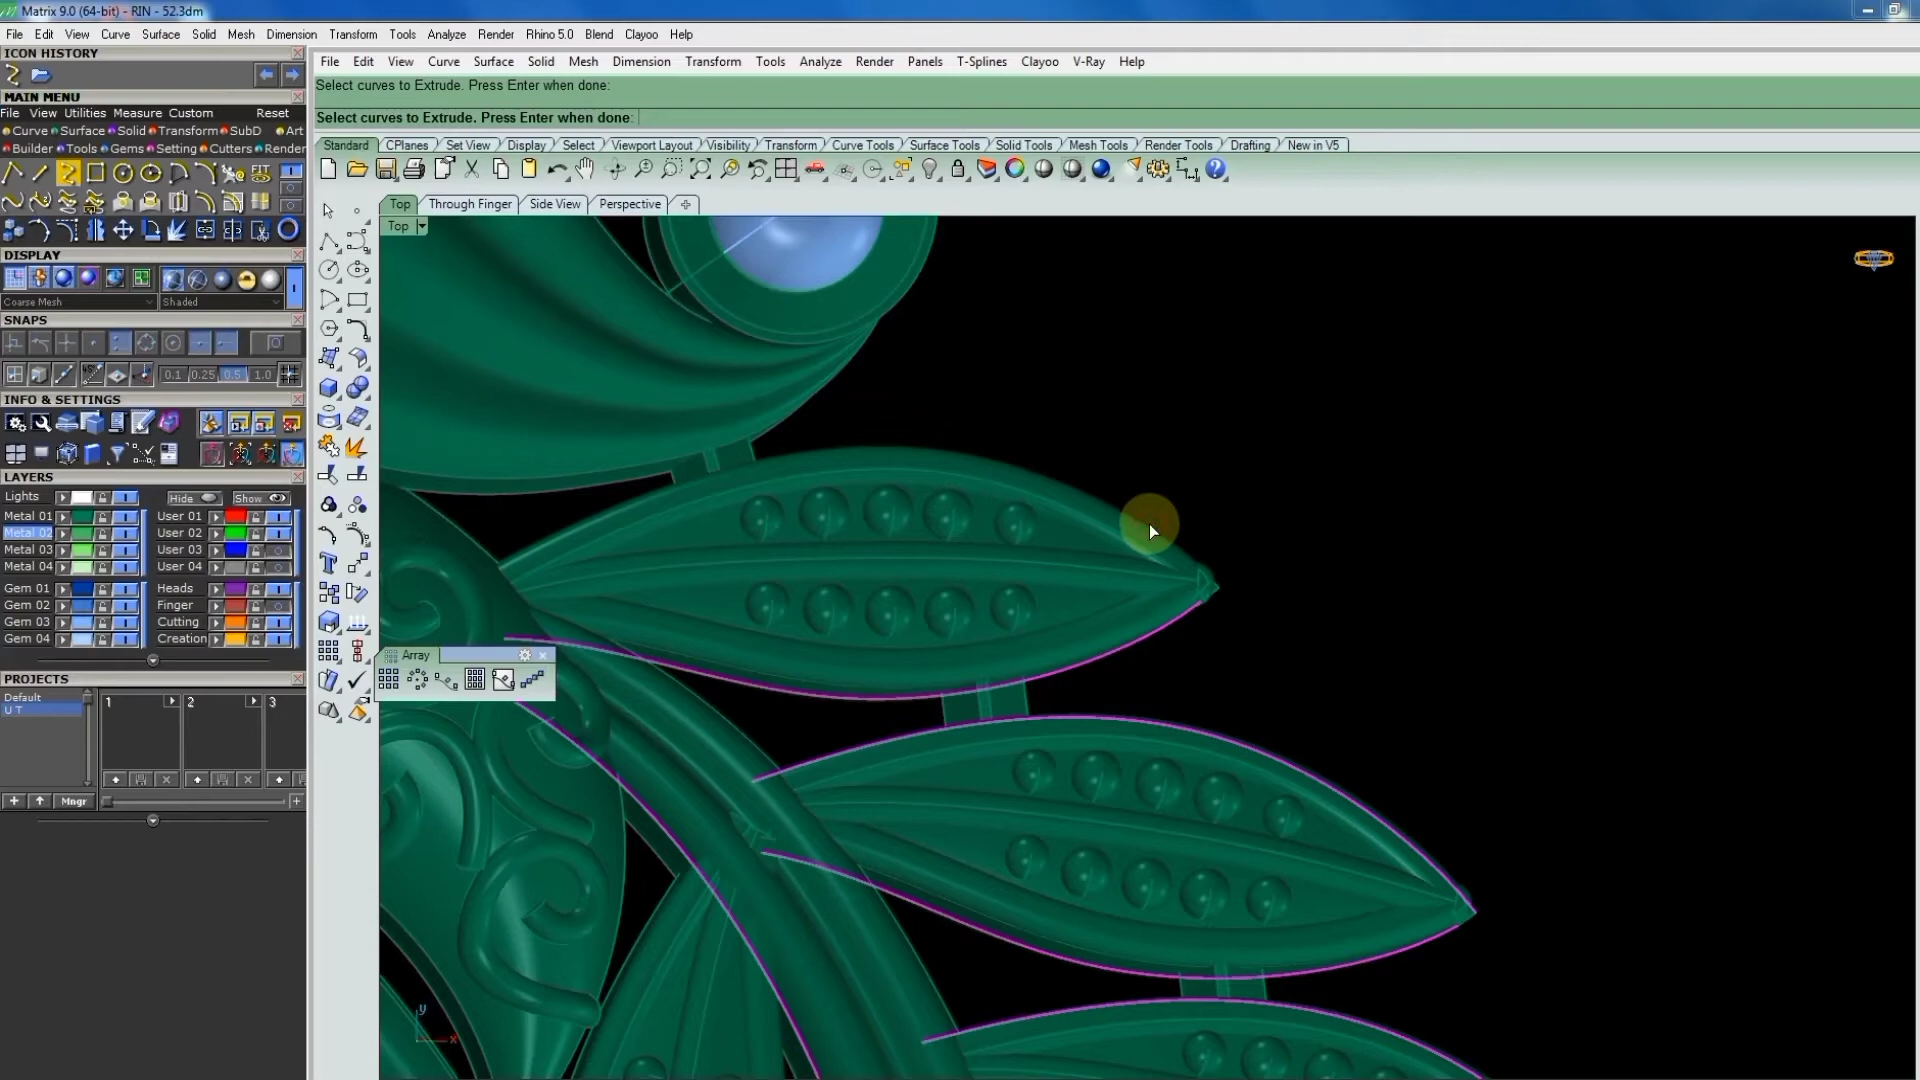 Matrix 9.0 (64-bit) - RIN - 52.3dm
File Edit View Curve Surface Solid Mesh Dimension Transform Tools Analyze Render Rhino 5.0 Blend Clayoo Help
ICON HISTORY
MAIN MENU
File View Utilities Measure Custom Reset
Curve Surface Solid Transform SubD Art
Builder Tools Gems Setting Cutters Render
DISPLAY
Coarse Mesh Shaded
SNAPS
0.1 0.25 0.5 1.0
INFO & SETTINGS
LAYERS
Lights Hide Show
Metal 01 User 01
Metal 02 User 02
Metal 03 User 03
Metal 04 User 04
Gem 01 Heads
Gem 02 Finger
Gem 03 Cutting
Gem 04 Creation
PROJECTS
Default
U T
1 2 3
Mngr
File Edit View Curve Surface Solid Mesh Dimension Transform Tools Analyze Render Panels T-Splines Clayoo V-Ray Help
Select curves to Extrude. Press Enter when done:
Select curves to Extrude. Press Enter when done:
Standard CPlanes Set View Display Select Viewport Layout Visibility Transform Curve Tools Surface Tools Solid Tools Mesh Tools Render Tools Drafting New in V5
Top Through Finger Side View Perspective
Top
Array
y
x